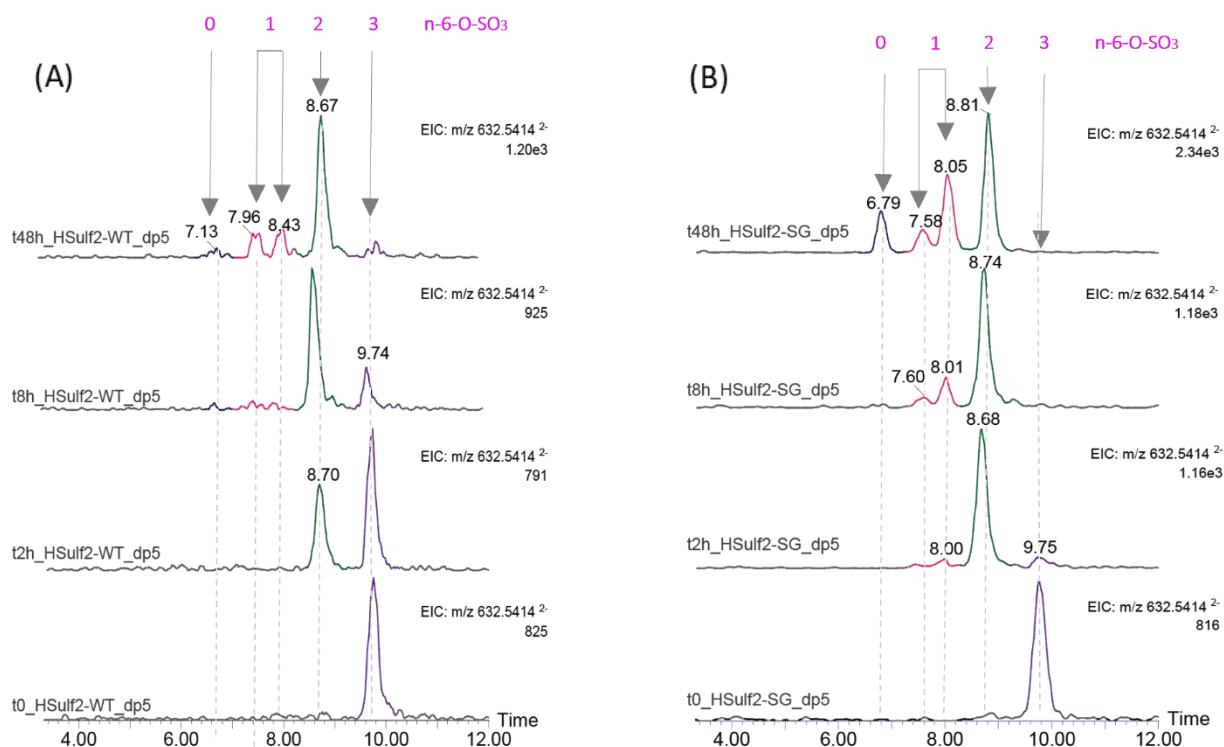 0 1 2 3 n-6-O-SO3
(A)
8.67
EIC: m/z 632.5414 2-
1.20e3
7.13 7.96 8.43
t48h_HSulf2-WT_dp5
EIC: m/z 632.5414 2-
925
9.74
t8h_HSulf2-WT_dp5
EIC: m/z 632.5414 2-
791
8.70
t2h_HSulf2-WT_dp5
EIC: m/z 632.5414 2-
825
t0_HSulf2-WT_dp5
Time
4.00 6.00 8.00 10.00 12.00
0 1 2 3 n-6-O-SO3
(B)
8.81
EIC: m/z 632.5414 2-
2.34e3
6.79 7.58 8.05
t48h_HSulf2-SG_dp5
8.74
EIC: m/z 632.5414 2-
1.18e3
7.60 8.01
t8h_HSulf2-SG_dp5
8.68
EIC: m/z 632.5414 2-
1.16e3
8.00 9.75
t2h_HSulf2-SG_dp5
EIC: m/z 632.5414 2-
816
t0_HSulf2-SG_dp5
Time
4.00 6.00 8.00 10.00 12.00